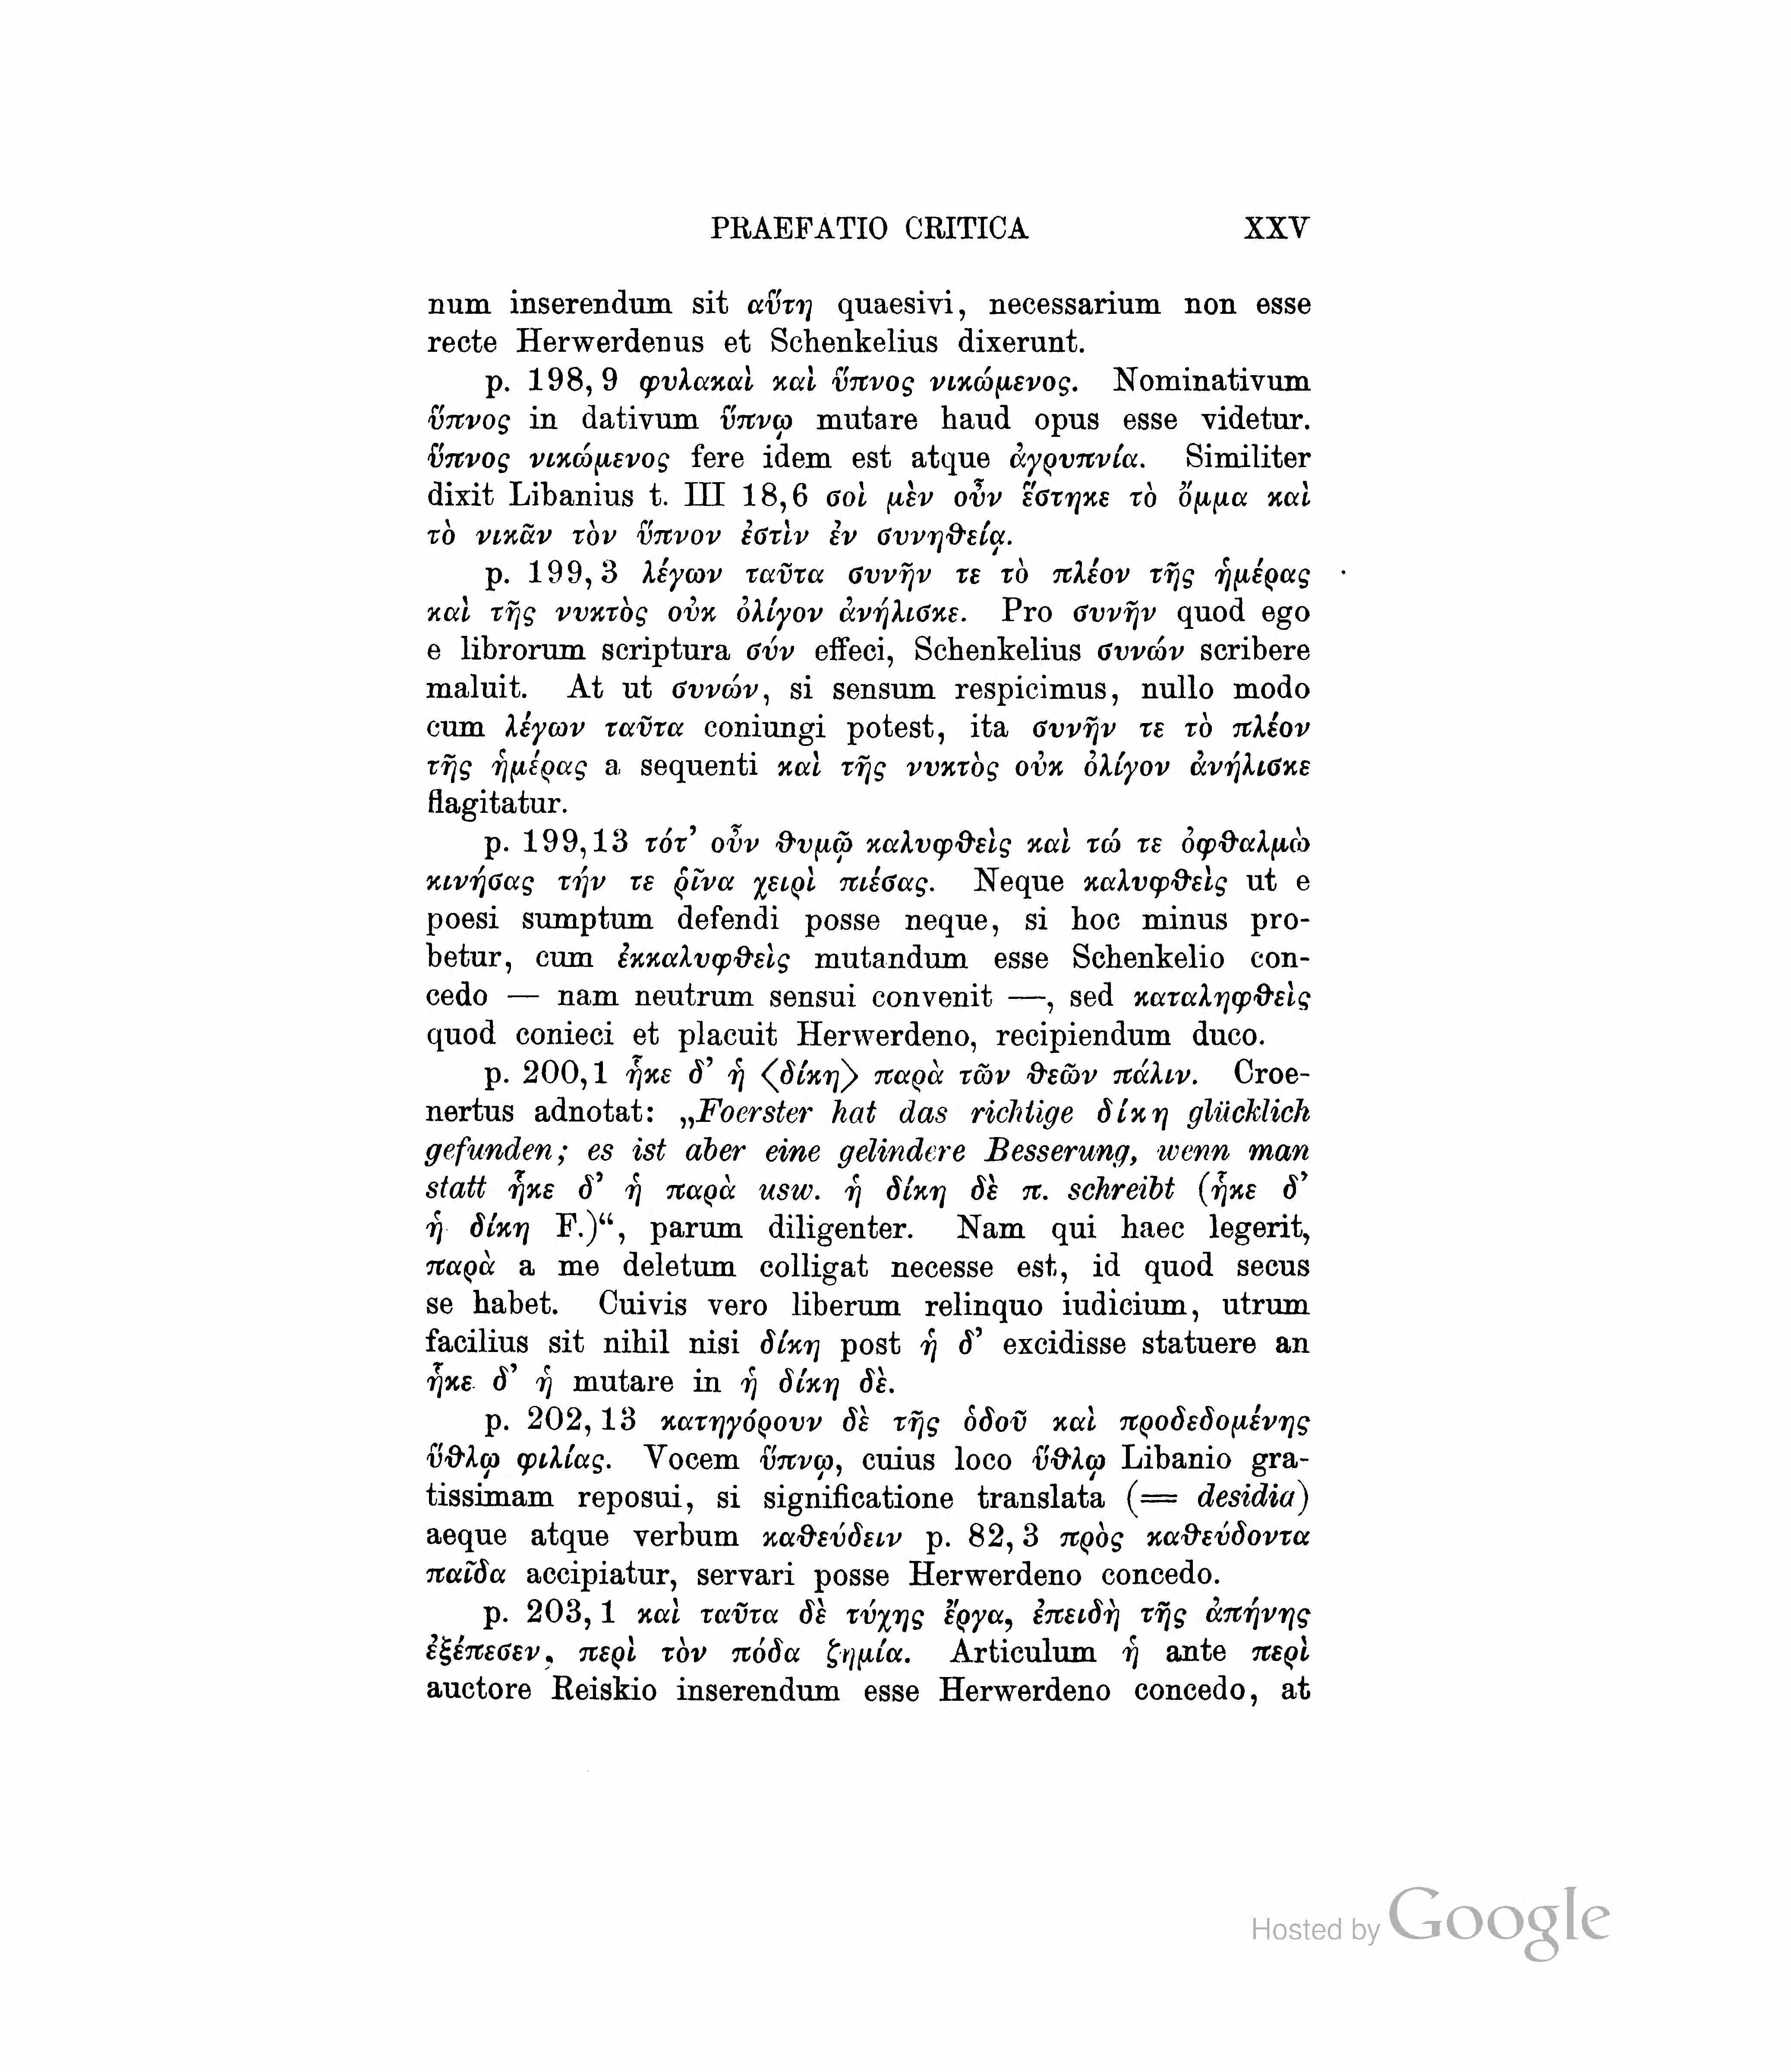 PRAEFATIO CRITICA XXV
num inserendum sit αὕτη quaesivi, necessarium non esse
recte Herwerdenus et Schenkelius dixerunt.
p. 198, 9 φυλακαὶ καὶ ὕπνος νικώμενος. Nominativum
ὕπνος in dativum ὕπνῳ mutare haud opus esse videtur.
ὕπνος νικώμενος fere idem est atque ἀγρυπνία. Similiter
dixit Libanius t. III 18,6 σοὶ μὲν οὖν ἕστηκε τὸ ὄμμα καὶ
τὸ νικᾶν τὸν ὕπνον ἐστὶν ἐν συνηθείᾳ.
p. 199, 3 λέγων ταῦτα συνῆν τε τὸ πλέον τῆς ἡμέρας
καὶ τῆς νυκτὸς οὐκ ὀλίγον ἀνήλισκε. Pro συνῆν quod ego
e librorum scriptura σύν effeci, Schenkelius συνών scribere
maluit. At ut συνών, si sensum respicimus, nullo modo
cum λέγων ταῦτα coniungi potest, ita συνῆν τε τὸ πλέον
τῆς ἡμέρας a sequenti καὶ τῆς νυκτὸς οὐκ ὀλίγον ἀνήλισκε
flagitatur.
p. 199,13 τότ’ οὖν θυμῷ καλυφθεὶς καὶ τώ τε ὀφθαλμὼ
κινήσας τήν τε ῥῖνα χειρὶ πιέσας. Neque καλυφθεὶς ut e
poesi sumptum defendi posse neque, si hoc minus pro-
betur, cum ἐκκαλυφθεὶς mutandum esse Schenkelio con-
cedo — nam neutrum sensui convenit —, sed καταληφθεὶς
quod conieci et placuit Herwerdeno, recipiendum duco.
p. 200,1 ἧκε δ’ ἡ ⟨δίκη⟩ παρὰ τῶν θεῶν πάλιν. Croe-
nertus adnotat: „Foerster hat das richtige δίκη glücklich
gefunden; es ist aber eine gelindere Besserung, wenn man
statt ἧκε δ’ ἡ παρὰ usw. ἡ δίκη δὲ π. schreibt (ἧκε δ’
ἡ δίκη F.)“, parum diligenter. Nam qui haec legerit,
παρὰ a me deletum colligat necesse est, id quod secus
se habet. Cuivis vero liberum relinquo iudicium, utrum
facilius sit nihil nisi δίκη post ἡ δ’ excidisse statuere an
ἧκε δ’ ἡ mutare in ἡ δίκη δὲ.
p. 202, 13 κατηγόρουν δὲ τῆς ὁδοῦ καὶ προδεδομένης
ὕθλῳ φιλίας. Vocem ὕπνῳ, cuius loco ὕθλῳ Libanio gra-
tissimam reposui, si significatione translata (= desidia)
aeque atque verbum καθεύδειν p. 82, 3 πρὸς καθεύδοντα
παῖδα accipiatur, servari posse Herwerdeno concedo.
p. 203, 1 καὶ ταῦτα δὲ τύχης ἔργα, ἐπειδὴ τῆς ἀπήνης
ἐξέπεσεν, περὶ τὸν πόδα ζημία. Articulum ἡ ante περὶ
auctore Reiskio inserendum esse Herwerdeno concedo, at
Hosted by Google